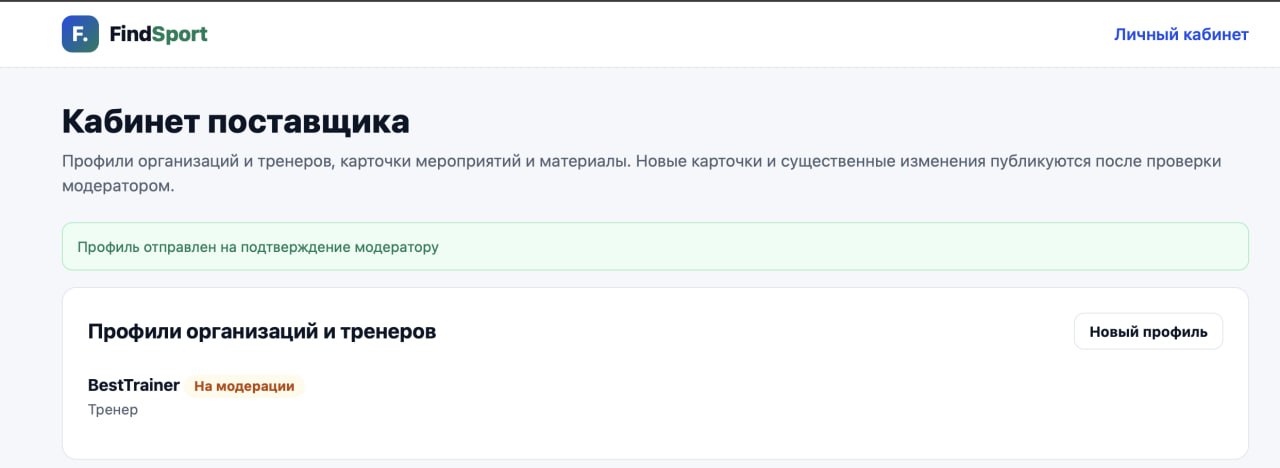 F. FindSport
Личный кабинет
Кабинет поставщика
Профили организаций и тренеров, карточки мероприятий и материалы. Новые карточки и существенные изменения публикуются после проверки
модератором.
Профиль отправлен на подтверждение модератору
Профили организаций и тренеров
Новый профиль
BestTrainer На модерации
Тренер